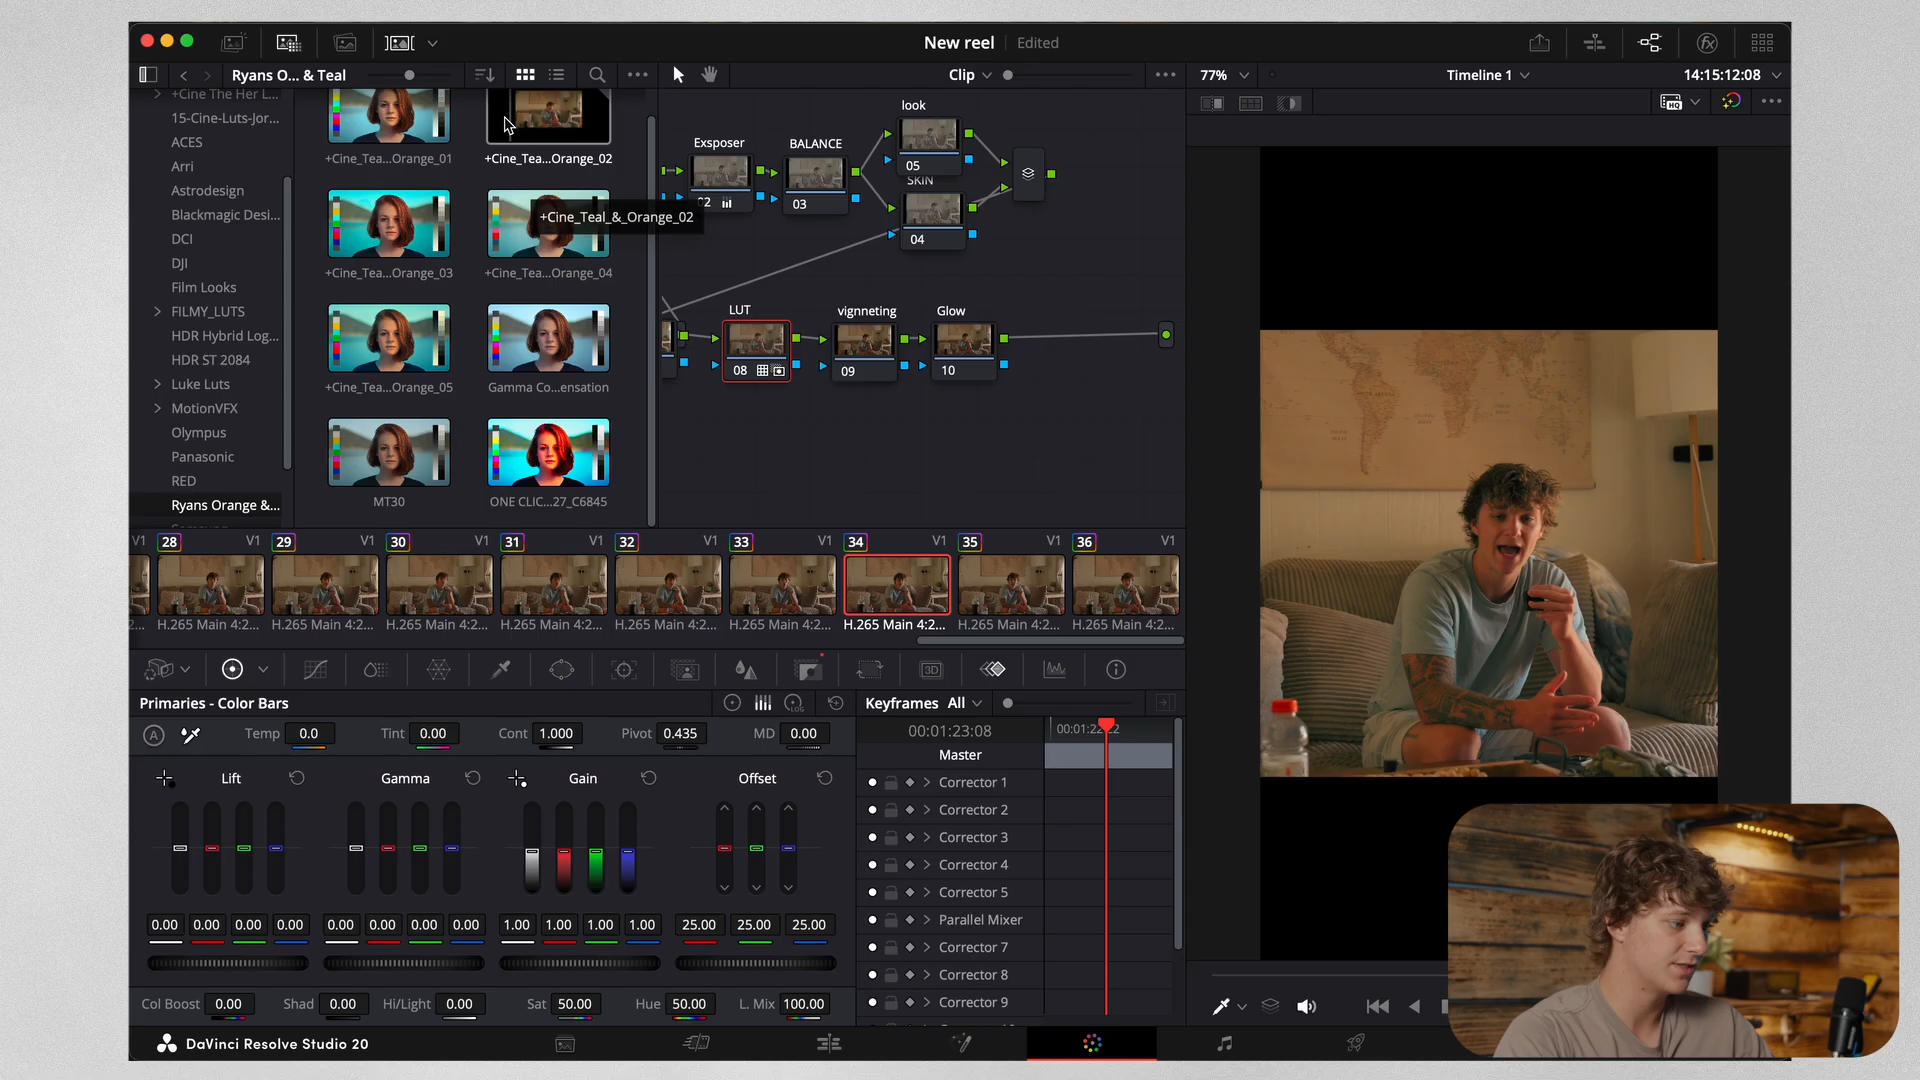 New reel Edited
Ryans O... & Teal
Clip
77%
Timeline 1
14:15:12:08
+Cine The Her L...
15-Cine-Luts-Jor...
ACES
Arri
Astrodesign
Blackmagic Desi...
DCI
DJI
Film Looks
FILMY_LUTS
HDR Hybrid Log...
HDR ST 2084
Luke Luts
MotionVFX
Olympus
Panasonic
RED
Ryans Orange &...
+Cine_Tea...Orange_01
+Cine_Tea...Orange_02
+Cine_Teal_&_Orange_02
+Cine_Tea...Orange_03
+Cine_Tea...Orange_04
+Cine_Tea...Orange_05
Gamma Co...ensation
MT30
ONE CLIC...27_C6845
look
Exsposer
BALANCE
05
SKIN
02
03
04
LUT
vignneting
Glow
08
09
10
V1 28 V1 29 V1 30 V1 31 V1 32 V1 33 V1 34 V1 35 V1 36 V1
2... H.265 Main 4:2... H.265 Main 4:2... H.265 Main 4:2... H.265 Main 4:2... H.265 Main 4:2... H.265 Main 4:2... H.265 Main 4:2... H.265 Main 4:2... H.265 Main 4:2...
3D
Primaries - Color Bars
LOG
A
Temp 0.0 Tint 0.00 Cont 1.000 Pivot 0.435 MD 0.00
Lift Gamma Gain Offset
0.00 0.00 0.00 0.00 0.00 0.00 0.00 0.00 1.00 1.00 1.00 1.00 25.00 25.00 25.00
Col Boost 0.00 Shad 0.00 Hi/Light 0.00 Sat 50.00 Hue 50.00 L. Mix 100.00
Keyframes All
00:01:23:08
00:01:22:22
Master
Corrector 1
Corrector 2
Corrector 3
Corrector 4
Corrector 5
Parallel Mixer
Corrector 7
Corrector 8
Corrector 9
HQ
fx
DaVinci Resolve Studio 20